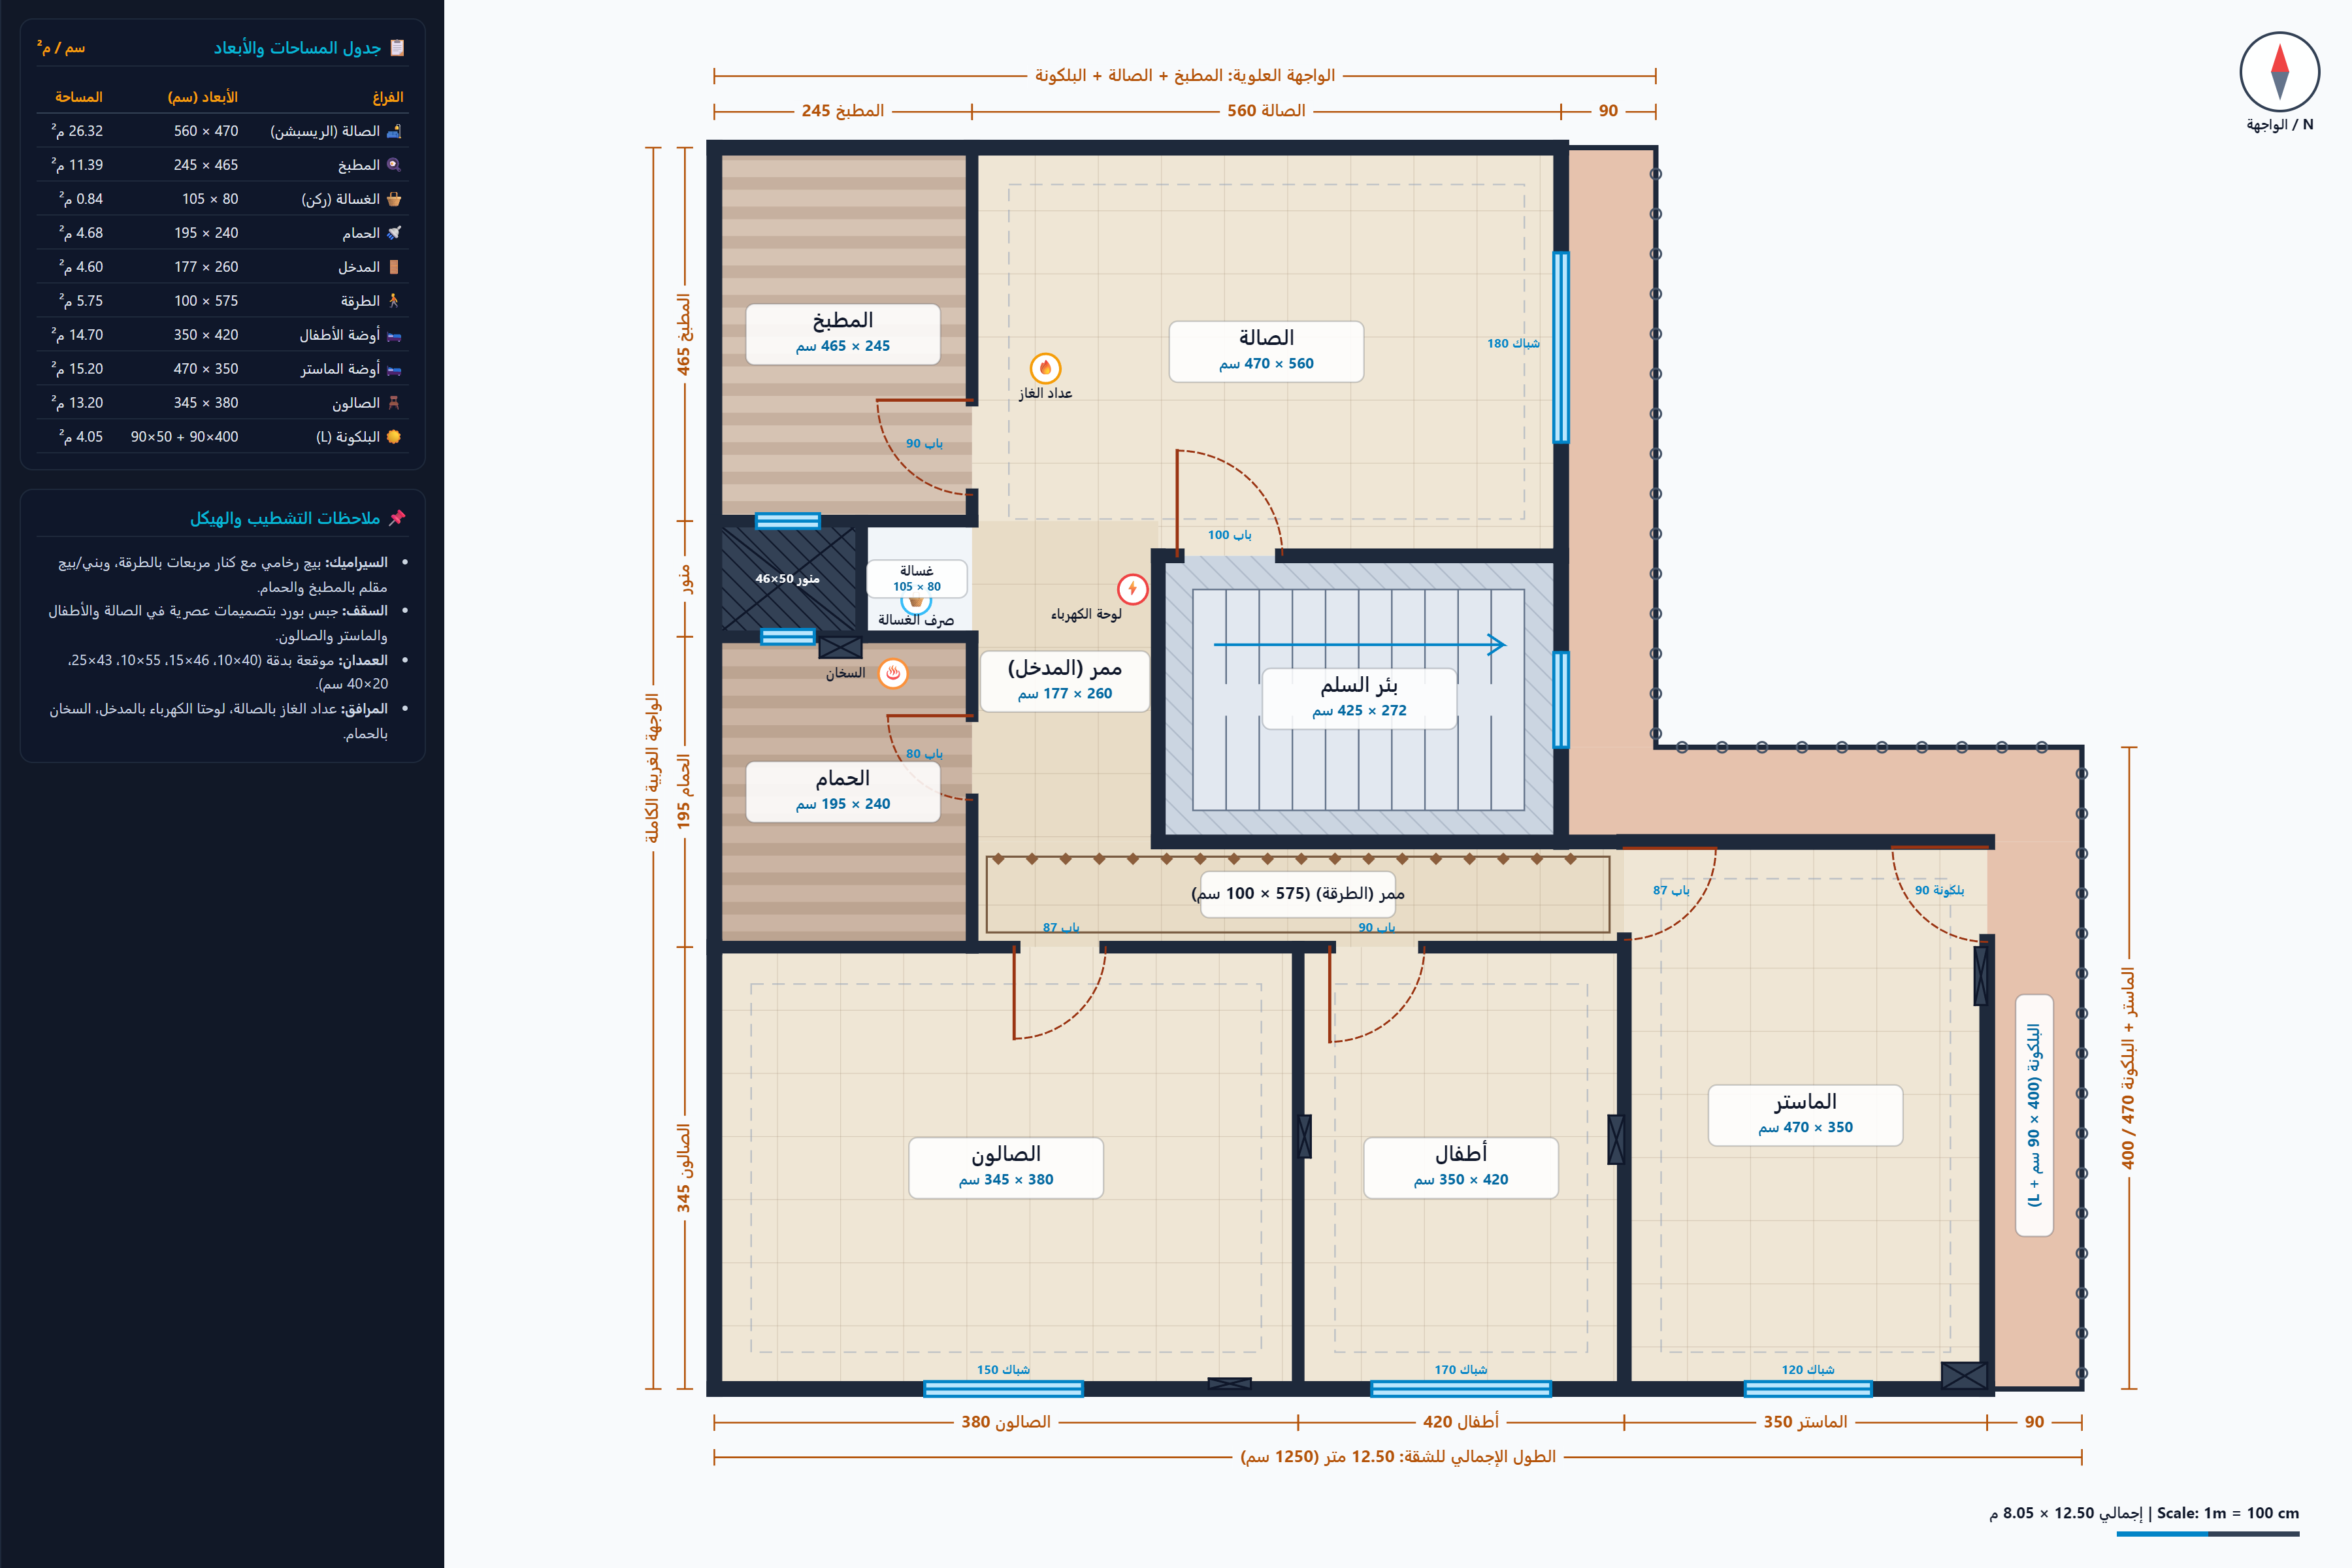 📋 جدول المساحات والأبعاد
سم / م²
الفراغ الأبعاد (سم) المساحة
🛋️ الصالة (الريسبشن) 560 × 470 26.32 م²
🍳 المطبخ 245 × 465 11.39 م²
🧺 الغسالة (ركن) 105 × 80 0.84 م²
🚿 الحمام 195 × 240 4.68 م²
🚪 المدخل 177 × 260 4.60 م²
🚶 الطرقة 100 × 575 5.75 م²
🛏️ أوضة الأطفال 350 × 420 14.70 م²
🛏️ أوضة الماستر 470 × 350 15.20 م²
🪑 الصالون 345 × 380 13.20 م²
☀️ البلكونة (L) 90×50 + 90×400 4.05 م²
📌 ملاحظات التشطيب والهيكل
• السيراميك: بيج رخامي مع كنار مربعات بالطرقة، وبني/بيج
مقلم بالمطبخ والحمام.
• السقف: جبس بورد بتصميمات عصرية في الصالة والأطفال
والماستر والصالون.
• العمدان: موقعة بدقة (40×10، 46×15، 55×10، 43×25،
20×40 سم).
• المرافق: عداد الغاز بالصالة، لوحتا الكهرباء بالمدخل، السخان
بالحمام.
N / الواجهة
الواجهة العلوية: المطبخ + الصالة + البلكونة
المطبخ 245
الصالة 560
90
الواجهة الغربية الكاملة
المطبخ 465
منور
الحمام 195
الصالون 345
المطبخ
245 × 465 سم
باب 90
الصالة
560 × 470 سم
شباك 180
عداد الغاز
باب 100
منور 50×46
غسالة
80 × 105
صرف الغسالة
لوحة الكهرباء
السخان
ممر (المدخل)
260 × 177 سم
بئر السلم
272 × 425 سم
باب 80
الحمام
240 × 195 سم
ممر (الطرقة) (575 × 100 سم)
باب 87
باب 90
باب 87
بلكونة 90
الماستر
350 × 470 سم
البلكونة (400 × 90 سم + L)
الماستر + البلكونة 470 / 400
الصالون
380 × 345 سم
أطفال
420 × 350 سم
شباك 150
شباك 170
شباك 120
الصالون 380
أطفال 420
الماستر 350
90
الطول الإجمالي للشقة: 12.50 متر (1250 سم)
Scale: 1m = 100 cm | إجمالي 12.50 × 8.05 م